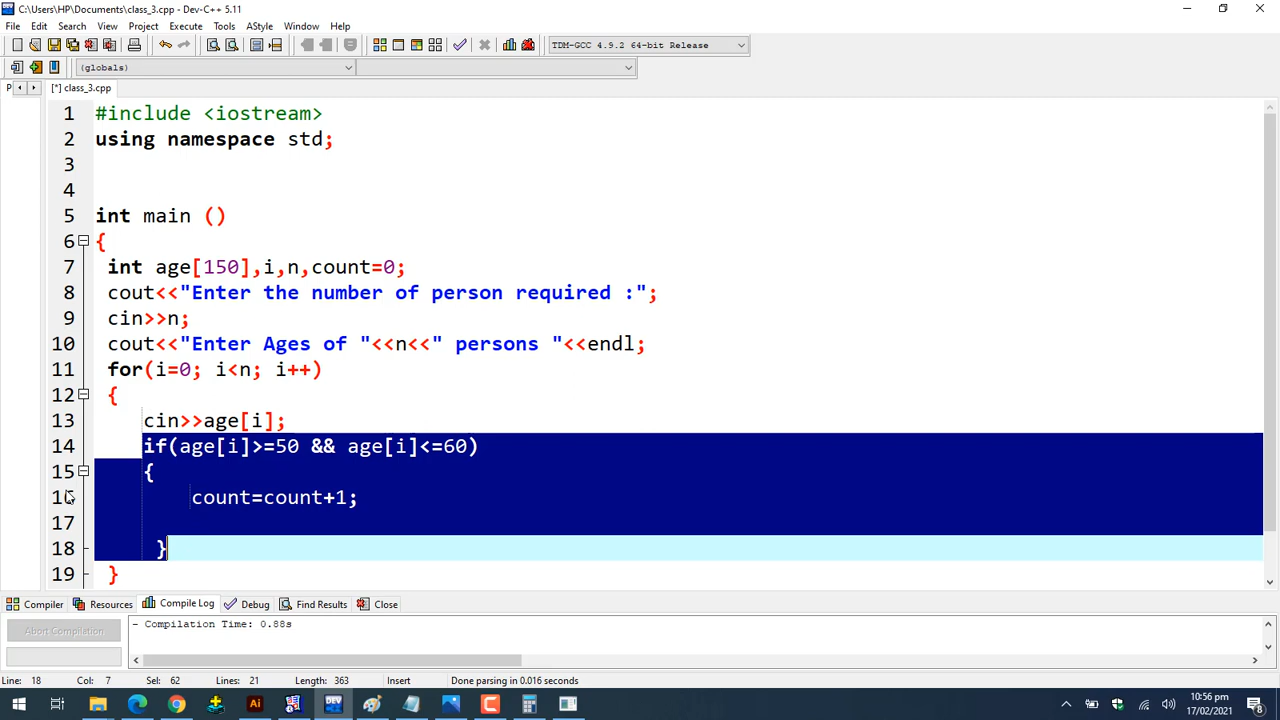 C:\Users\HP\Documents\class_3.cpp - Dev-C++ 5.11
File Edit Search View Project Execute Tools AStyle Window Help
TDM-GCC 4.9.2 64-bit Release
(globals)
P [*] class_3.cpp
1 #include <iostream>
2 using namespace std;
3
4
5 int main ()
6 {
7 int age[150],i,n,count=0;
8 cout<<"Enter the number of person required :";
9 cin>>n;
10 cout<<"Enter Ages of "<<n<<" persons "<<endl;
11 for(i=0; i<n; i++)
12 {
13 cin>>age[i];
14 if(age[i]>=50 && age[i]<=60)
15 {
16 count=count+1;
17
18 }
19 }
Compiler Resources Compile Log Debug Find Results Close
Abort Compilation
- Compilation Time: 0.88s
Line: 18 Col: 7 Sel: 62 Lines: 21 Length: 363 Insert Done parsing in 0.016 seconds
Ai DEV
10:56 pm
17/02/2021
8